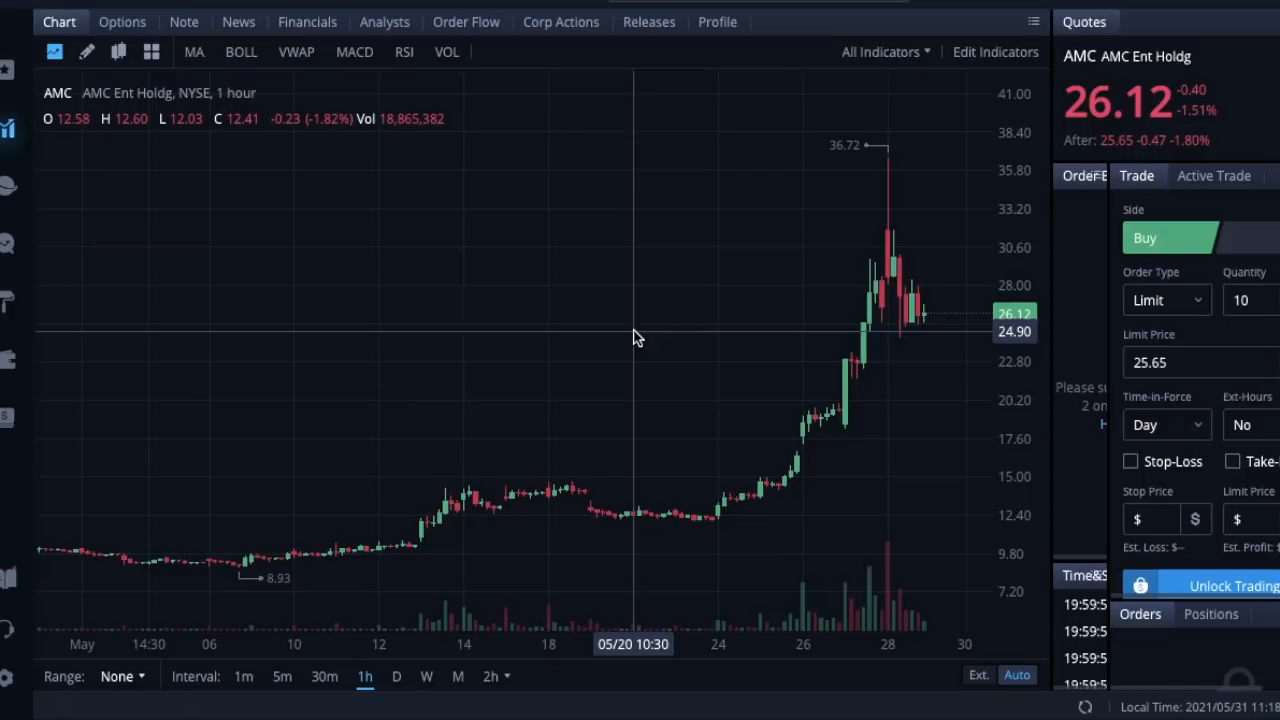 Chart Options Note News Financials Analysts Order Flow Corp Actions Releases Profile
Quotes
MA BOLL VWAP MACD RSI VOL
All Indicators Edit Indicators
AMC AMC Ent Holdg
AMC AMC Ent Holdg, NYSE, 1 hour
O 12.58 H 12.60 L 12.03 C 12.41 -0.23 (-1.82%) Vol 18,865,382
26.12
-0.40
-1.51%
After: 25.65 -0.47 -1.80%
41.00
38.40
35.80
33.20
30.60
28.00
26.12
24.90
22.80
20.20
17.60
15.00
12.40
9.80
7.20
36.72
8.93
May 14:30 06 10 12 14 18 05/20 10:30 24 26 28 30
Range: None Interval: 1m 5m 30m 1h D W M 2h
Ext. Auto
Order
Trade Active Trade
Side
Buy
Order Type Quantity
Limit 10
Limit Price
25.65
Time-in-Force Ext-Hours
Day No
Stop-Loss Take-
Stop Price Limit Price
$ $ $
Est. Loss: $-- Est. Profit: $
Unlock Trading
Please su
2 on
H
Time&S
19:59:5
19:59:5
19:59:5
19:59:5
Orders Positions
Local Time: 2021/05/31 11:18